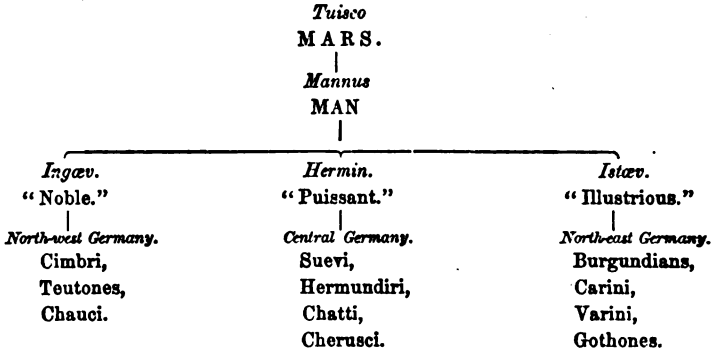 Tuisco
MARS.
Mannus
MAN
Ingæv. Hermin. Istæv.
"Noble." "Puissant." "Illustrious."
North-west Germany. Central Germany. North-east Germany.
Cimbri, Suevi, Burgundians,
Teutones, Hermundiri, Carini,
Chauci. Chatti, Varini,
Cherusci. Gothones.